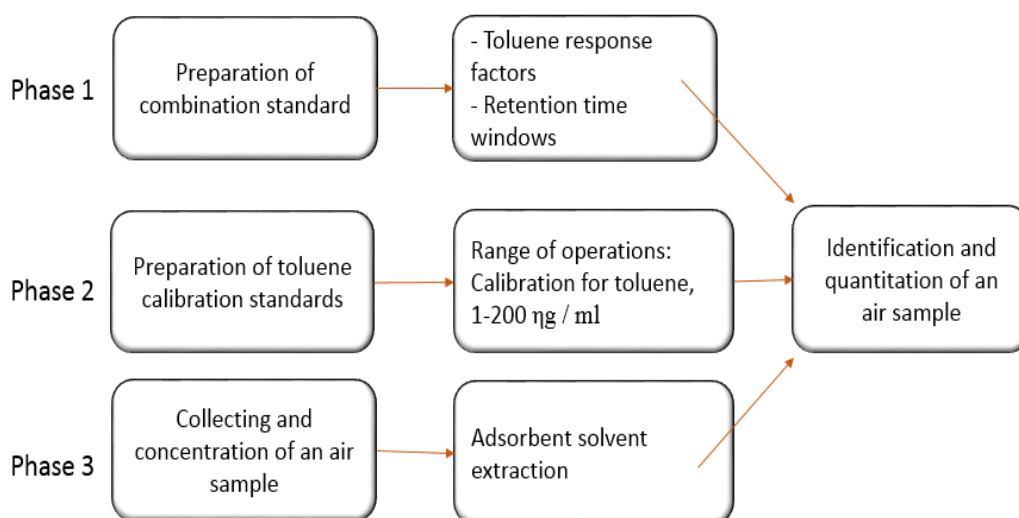 Phase 1
Preparation of
combination standard
- Toluene response
factors
- Retention time
windows
Phase 2
Preparation of toluene
calibration standards
Range of operations:
Calibration for toluene,
1-200 ηg / ml
Identification and
quantitation of an
air sample
Phase 3
Collecting and
concentration of an air
sample
Adsorbent solvent
extraction